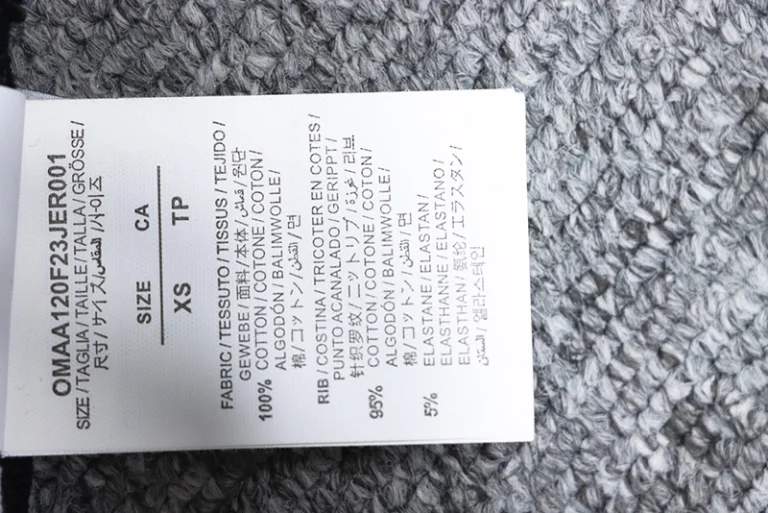 OMAA120F23JER001
SIZE / TAGLIA / TAILLE / TALLA / GRÖSSE /
尺寸 / サイズ / المقاس / 사이즈
SIZE CA
XS TP
FABRIC / TESSUTO / TISSUS / TEJIDO /
GEWEBE / 面料 / 本体 / قماش / 원단
100% COTTON / COTONE / COTON /
ALGODÓN / BALIMWOLLE /
棉 / コットン / القطن / 면
RIB / COSTINA / TRICOTER EN COTES /
PUNTO ACANALADO / GERIPPT /
针织罗纹 / ニットリブ / غرزة / 리브
95% COTTON / COTONE / COTON /
ALGODÓN / BALIMWOLLE /
棉 / コットン / القطن / 면
5% ELASTANE / ELASTAN /
ELASTHANNE / ELASTANO /
ELASTHAN / 氨纶 / エラスタン /
/ 엘라스테인